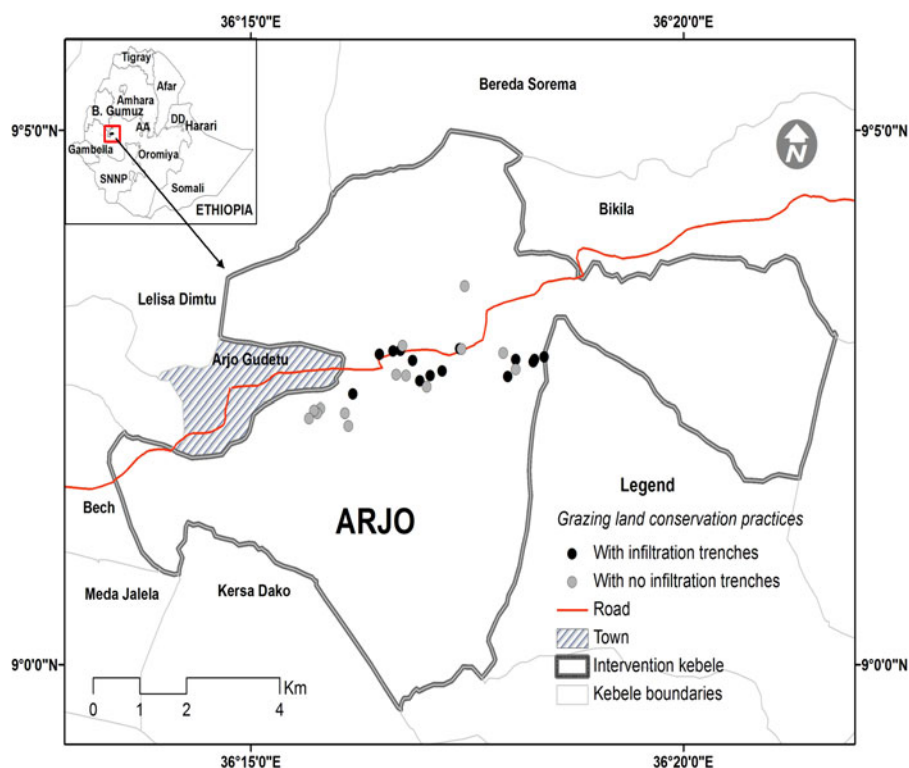 36°15'0"E
36°20'0"E
Tigray
Afar
Amhara
B. Gumuz
AA
DD
Harari
Gambella
Oromiya
SNNP
Somali
ETHIOPIA
Bereda Sorema
9°5'0"N
9°5'0"N
N
Bikila
Lelisa Dimtu
Arjo Gudetu
Bech
ARJO
Meda Jalela
Kersa Dako
Legend
Grazing land conservation practices
With infiltration trenches
With no infiltration trenches
Road
Town
Intervention kebele
Kebele boundaries
9°0'0"N
9°0'0"N
Km
0 1 2 4
36°15'0"E
36°20'0"E